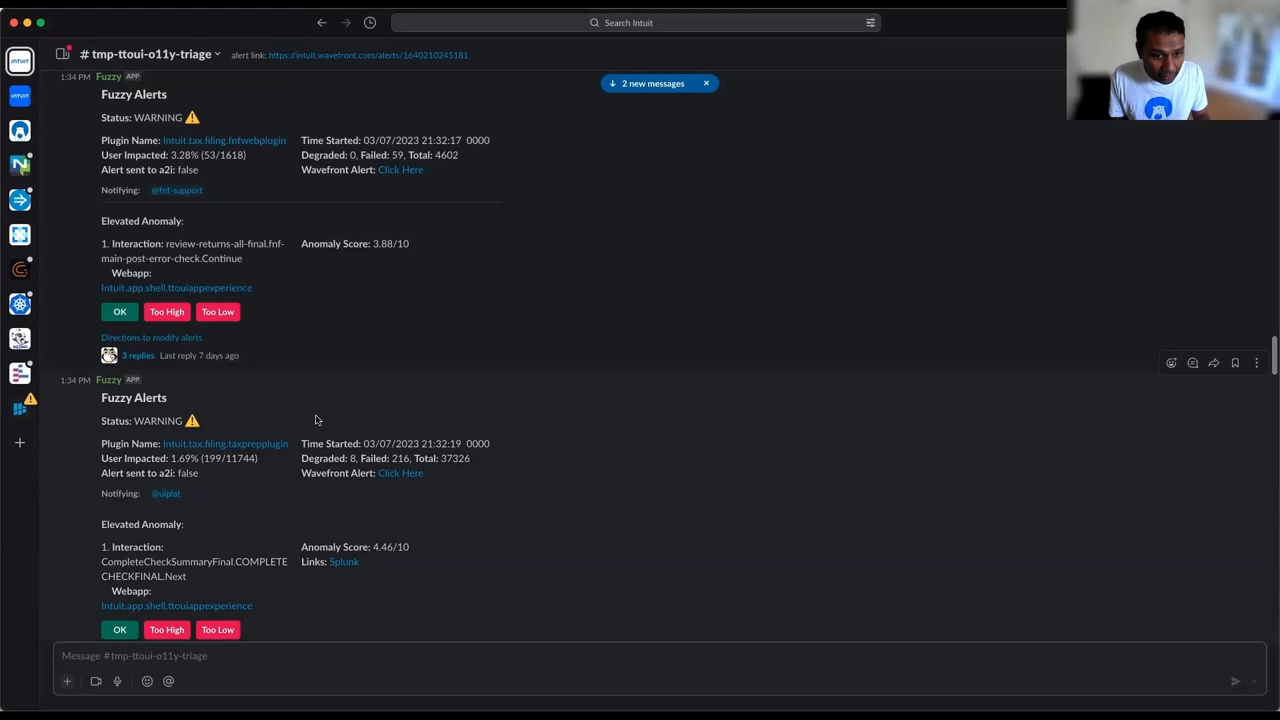 Search Intuit
# tmp-ttoui-o11y-triage
alert link: https://intuit.wavefront.com/alerts/1640210245181
INTUIT
INTUIT
2 new messages
1:34 PM Fuzzy APP
Fuzzy Alerts
Status: WARNING ⚠️
Plugin Name: Intuit.tax.filing.fnfwebplugin Time Started: 03/07/2023 21:32:17 0000
User Impacted: 3.28% (53/1618) Degraded: 0, Failed: 59, Total: 4602
Alert sent to a2i: false Wavefront Alert: Click Here
Notifying: @fnf-support
Elevated Anomaly:
1. Interaction: review-returns-all-final.fnf- Anomaly Score: 3.88/10
main-post-error-check.Continue
Webapp:
Intuit.app.shell.ttouiappexperience
OK Too High Too Low
Directions to modify alerts
3 replies Last reply 7 days ago
1:34 PM Fuzzy APP
Fuzzy Alerts
Status: WARNING ⚠️
Plugin Name: Intuit.tax.filing.taxprepplugin Time Started: 03/07/2023 21:32:19 0000
User Impacted: 1.69% (199/11744) Degraded: 8, Failed: 216, Total: 37326
Alert sent to a2i: false Wavefront Alert: Click Here
Notifying: @uiplat
Elevated Anomaly:
1. Interaction: Anomaly Score: 4.46/10
CompleteCheckSummaryFinal.COMPLETE Links: Splunk
CHECKFINAL.Next
Webapp:
Intuit.app.shell.ttouiappexperience
OK Too High Too Low
Message #tmp-ttoui-o11y-triage